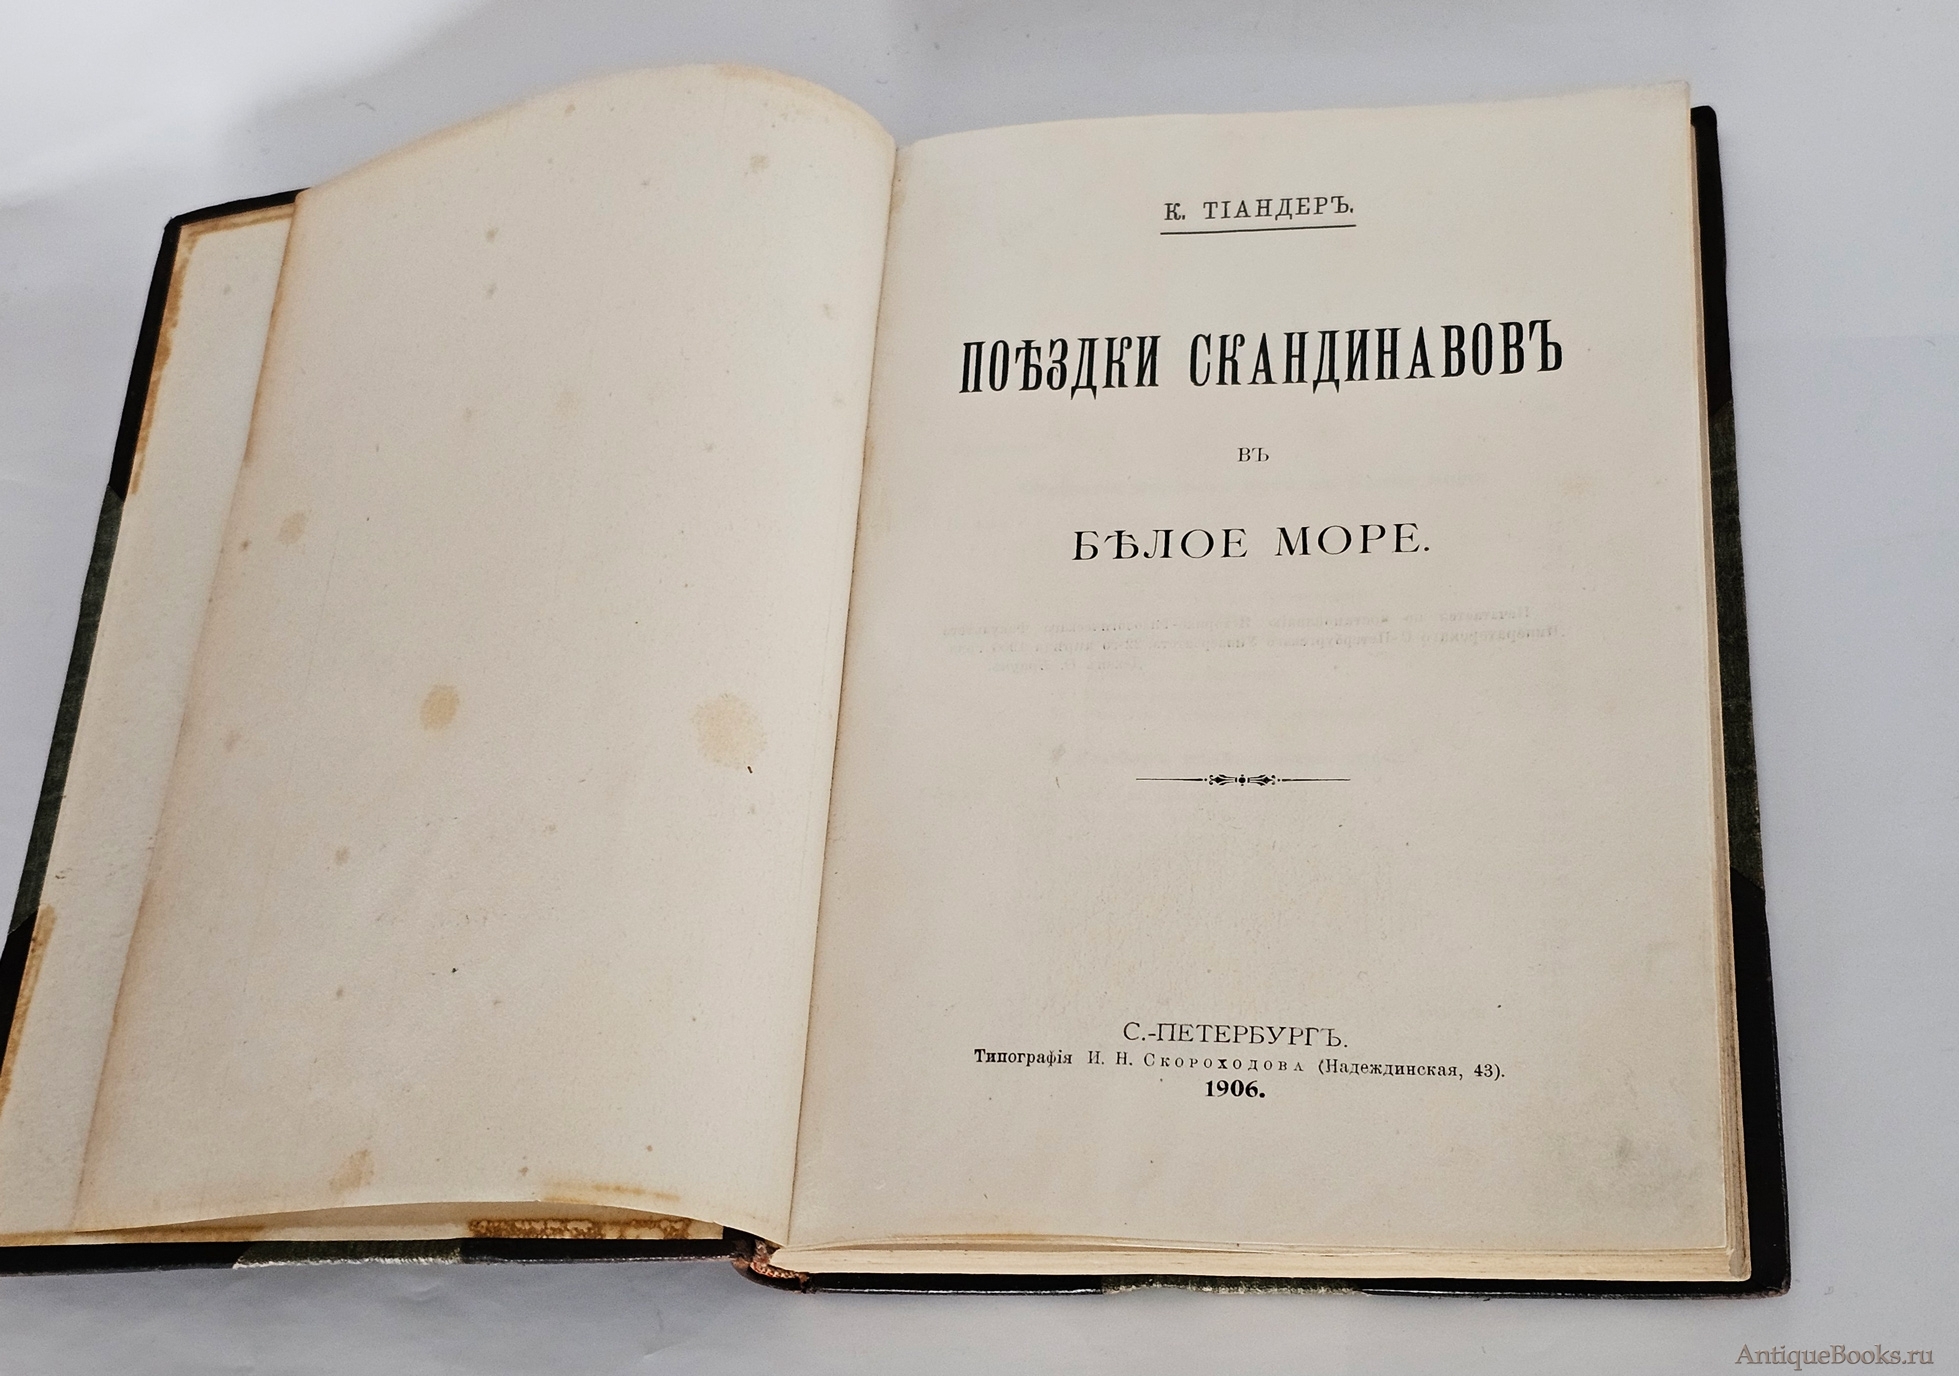 К. ТІАНДЕРЪ.
ПОѢЗДКИ СКАНДИНАВОВЪ
ВЪ
БѢЛОЕ МОРЕ.
С.-ПЕТЕРБУРГЪ.
Типографія И. Н. Скороходова (Надеждинская, 43).
1906.
AntiqueBooks.ru